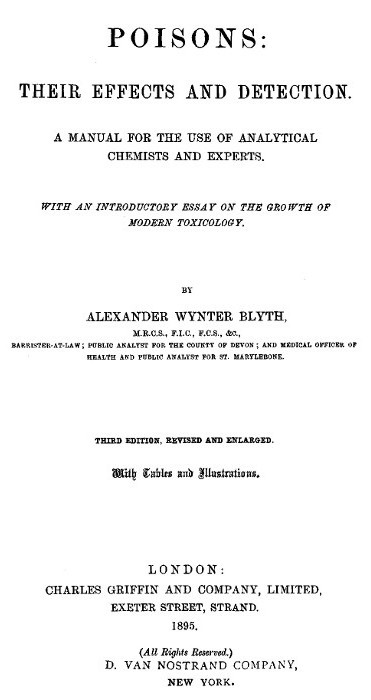 POISONS:
THEIR EFFECTS AND DETECTION.
A MANUAL FOR THE USE OF ANALYTICAL
CHEMISTS AND EXPERTS.
WITH AN INTRODUCTORY ESSAY ON THE GROWTH OF
MODERN TOXICOLOGY.
BY
ALEXANDER WYNTER BLYTH,
M.R.C.S., F.I.C., F.C.S., &c.,
BARRISTER-AT-LAW; PUBLIC ANALYST FOR THE COUNTY OF DEVON; AND MEDICAL OFFICER OF
HEALTH AND PUBLIC ANALYST FOR ST. MARYLEBONE.
THIRD EDITION, REVISED AND ENLARGED.
With Tables and Illustrations.
LONDON:
CHARLES GRIFFIN AND COMPANY, LIMITED,
EXETER STREET, STRAND.
1895.
(All Rights Reserved.)
D. VAN NOSTRAND COMPANY,
NEW YORK.